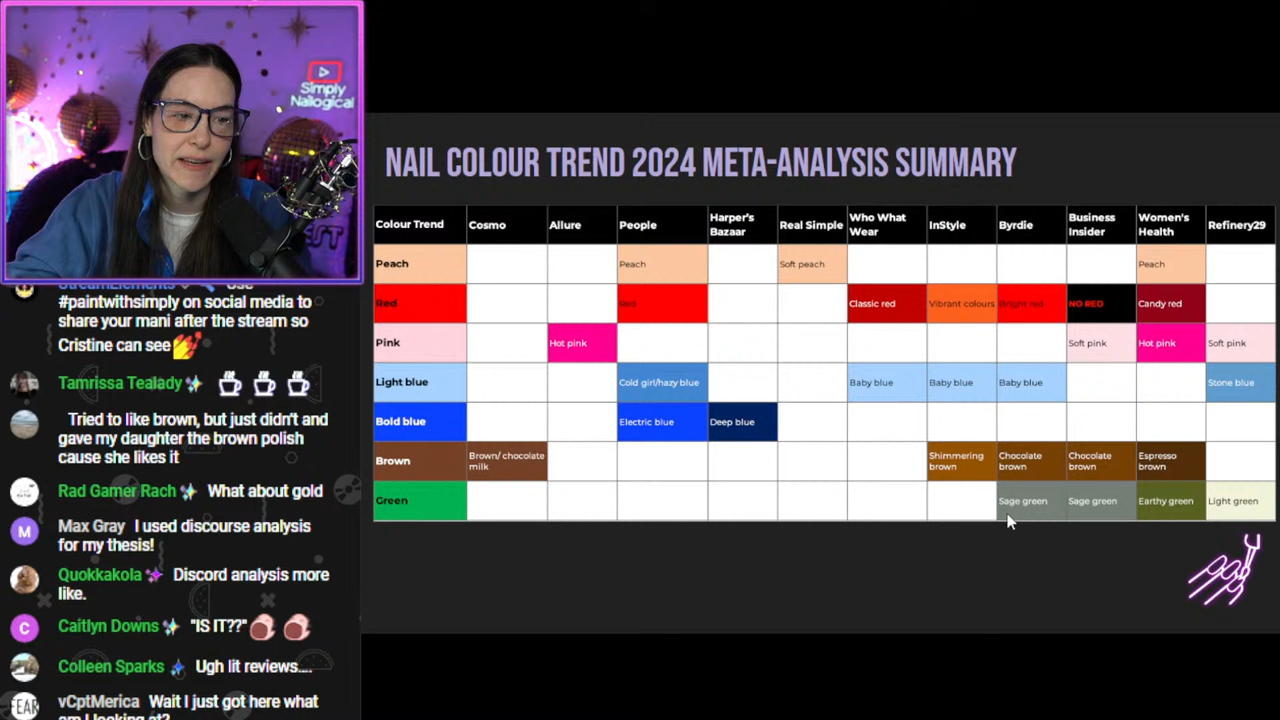 Simply
Nailogical
StreamElements
#paintwithsimply on social media to
share your mani after the stream so
Cristine can see
Tamrissa Tealady
Tried to like brown, but just didn't and
gave my daughter the brown polish
cause she likes it
Rad Gamer Rach What about gold
M Max Gray I used discourse analysis
for my thesis!
Quokkakola Discord analysis more
like.
C Caitlyn Downs "IS IT??"
Colleen Sparks Ugh lit reviews....
FEAR vCptMerica Wait I just got here what
am I looking at?
NAIL COLOUR TREND 2024 META-ANALYSIS SUMMARY
Colour Trend Cosmo Allure People Harper's Bazaar Real Simple Who What Wear InStyle Byrdie Business Insider Women's Health Refinery29
Peach Peach Soft peach Peach
Red Red Classic red Vibrant colours Bright red NO RED Candy red
Pink Hot pink Soft pink Hot pink Soft pink
Light blue Cold girl/hazy blue Baby blue Baby blue Baby blue Stone blue
Bold blue Electric blue Deep blue
Brown Brown/ chocolate milk Shimmering brown Chocolate brown Chocolate brown Espresso brown
Green Sage green Sage green Earthy green Light green